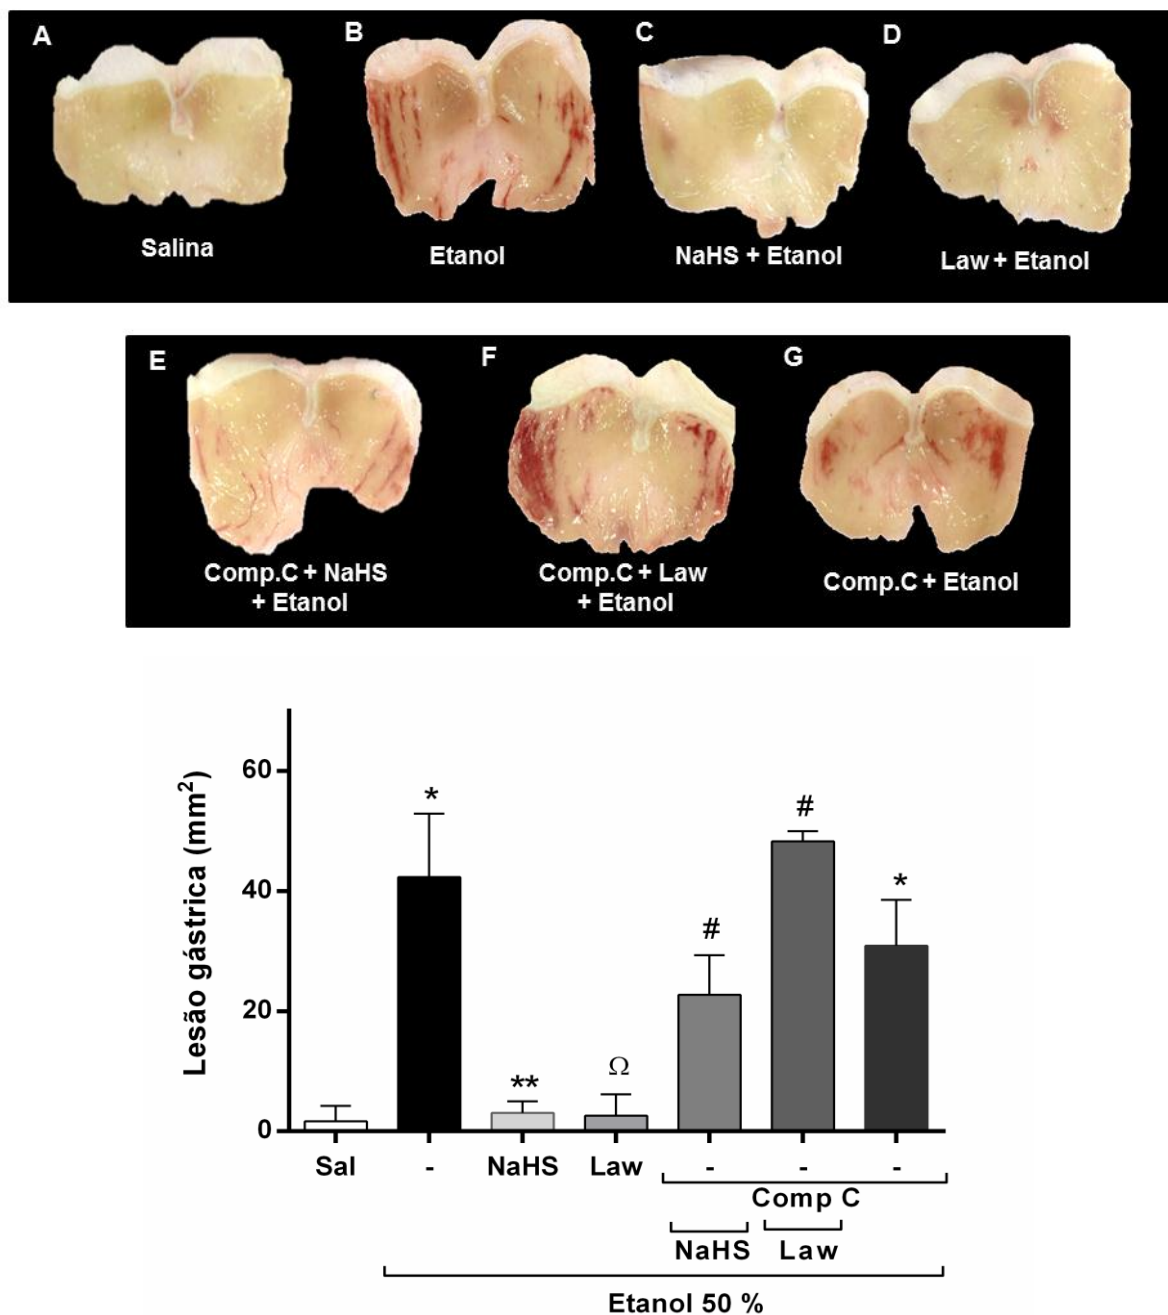 A
B
C
D
Salina
Etanol
NaHS + Etanol
Law + Etanol
E
F
G
Comp.C + NaHS
+ Etanol
Comp.C + Law
+ Etanol
Comp.C + Etanol
Lesão gástrica (mm²)
60
40
20
0
*
**
Ω
#
#
*
Sal - NaHS Law - - -
Comp C
NaHS Law
Etanol 50 %